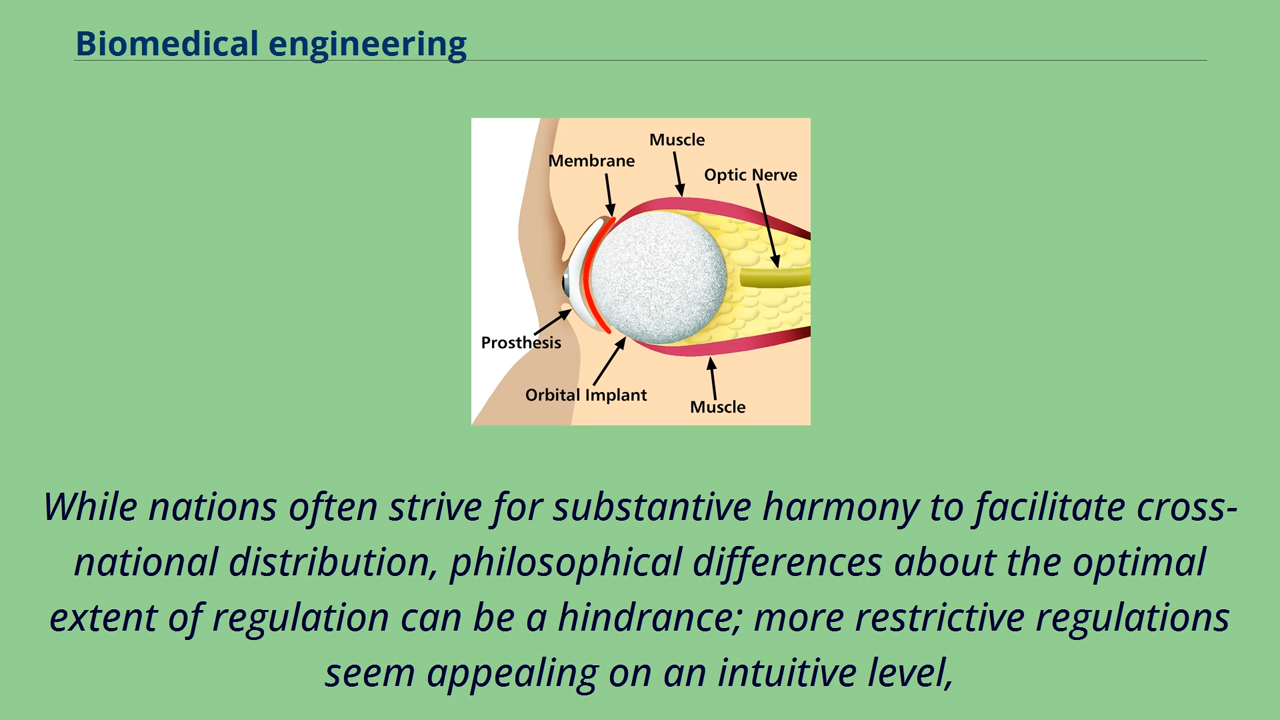 Biomedical engineering
Muscle
Membrane
Optic Nerve
Prosthesis
Orbital Implant
Muscle
While nations often strive for substantive harmony to facilitate cross-
national distribution, philosophical differences about the optimal
extent of regulation can be a hindrance; more restrictive regulations
seem appealing on an intuitive level,